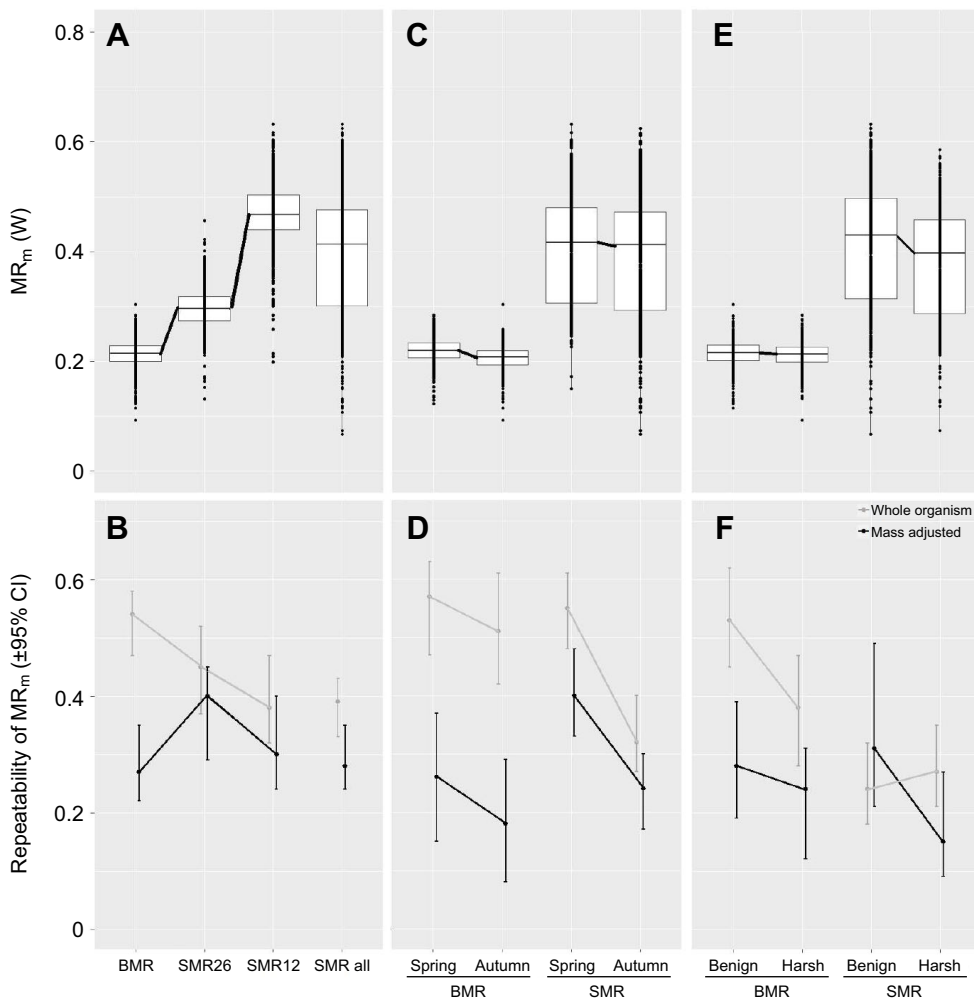 A
C
E
0.8
0.6
0.4
0.2
0
MRm (W)
B
D
F
Whole organism
Mass adjusted
0.6
0.4
0.2
0
Repeatability of MRm (±95% CI)
BMR SMR26 SMR12 SMR all
Spring Autumn Spring Autumn
BMR SMR
Benign Harsh Benign Harsh
BMR SMR